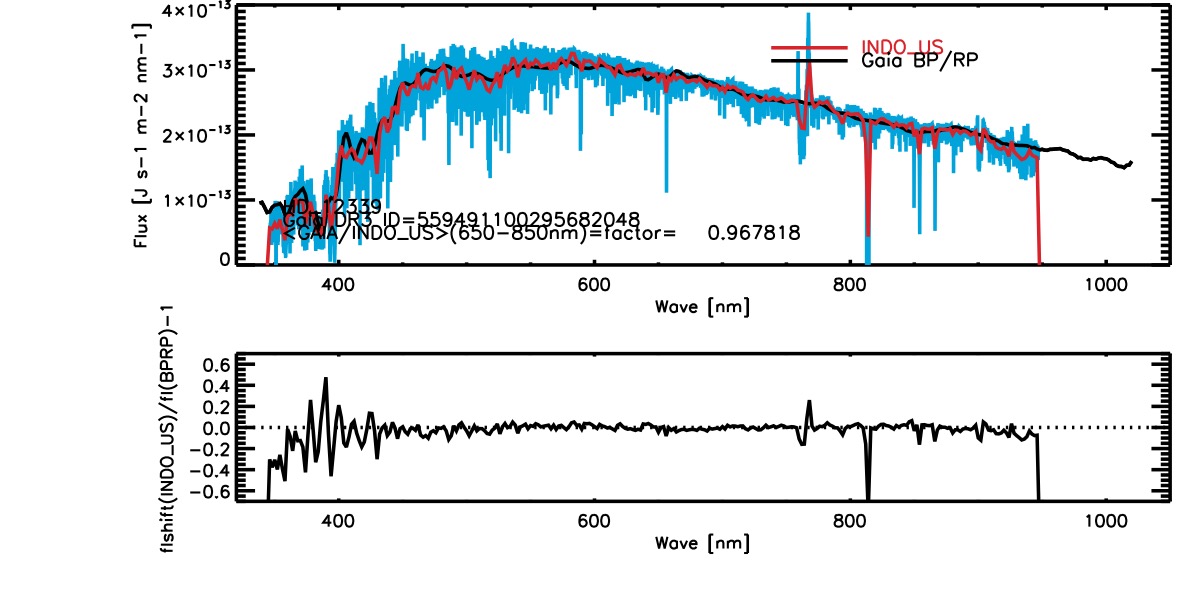 4×10−13
3×10−13
2×10−13
1×10−13
0
Flux [J s−1 m−2 nm−1]
INDO_US
Gaia BP/RP
HD 12339
Gaia DR3 ID=5594911100295682048
<GAIA/INDO_US>(650−850nm)=factor= 0.967818
400 600 800 1000
Wave [nm]
flshift(INDO_US)/fl(BPRP)−1
0.6
0.4
0.2
0.0
−0.2
−0.4
−0.6
400 600 800 1000
Wave [nm]